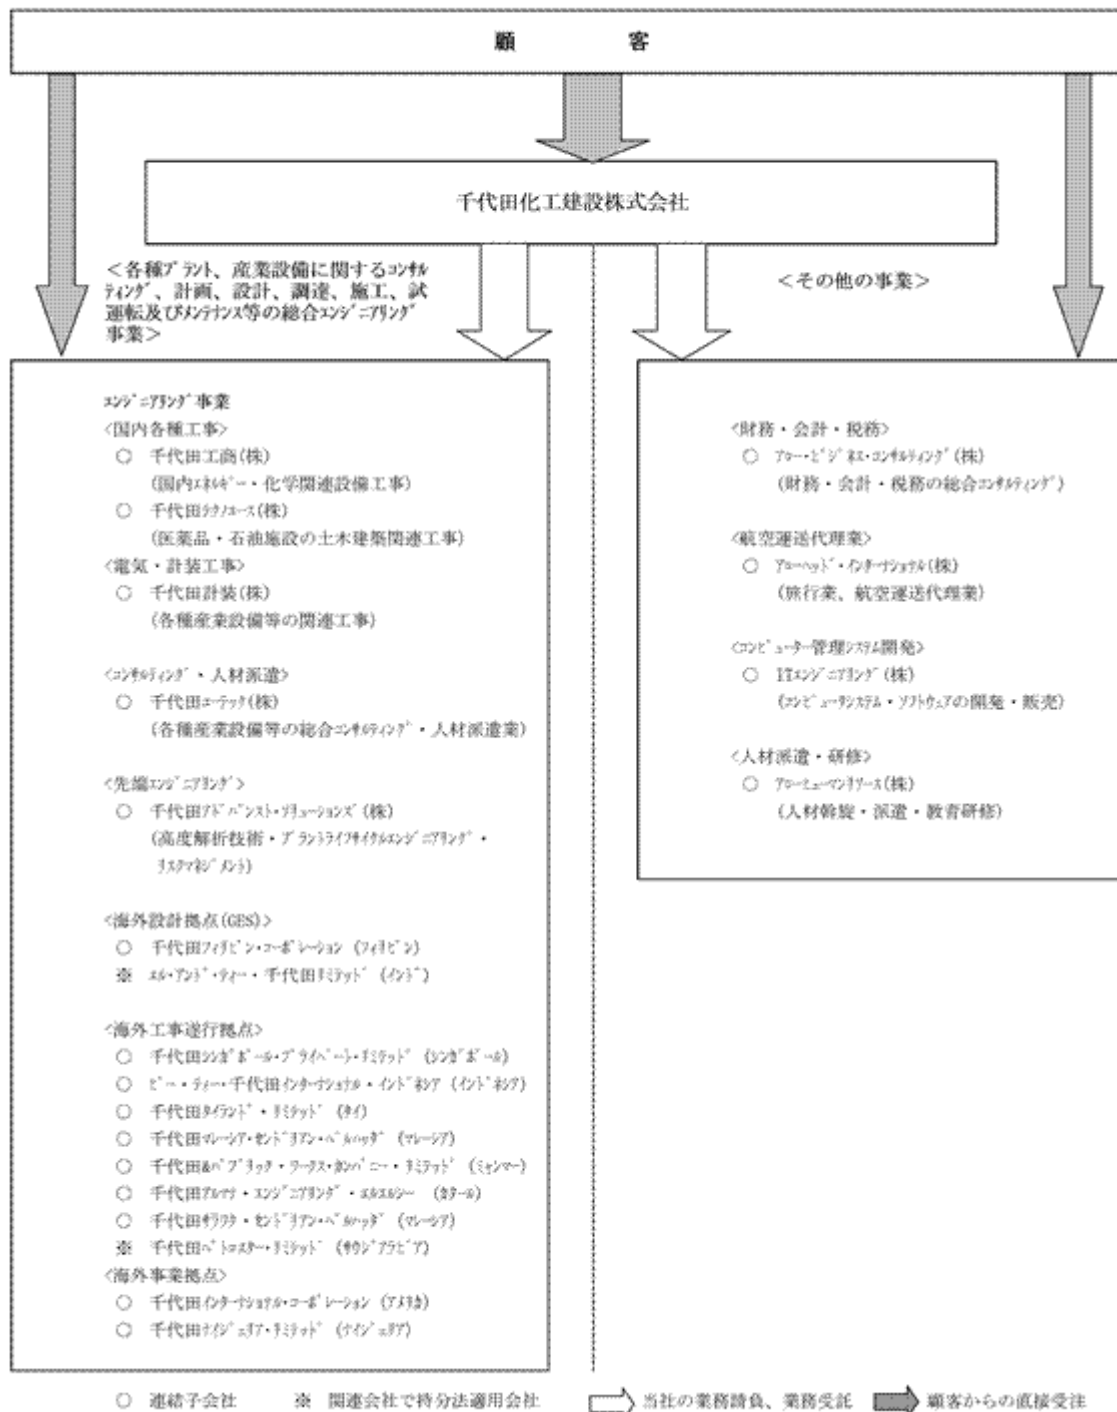 顧　　客
千代田化工建設株式会社
＜各種ﾌﾟﾗﾝﾄ、産業設備に関するｺﾝｻﾙ
ﾃｨﾝｸﾞ、計画、設計、調達、施工、試
運転及びﾒﾝﾃﾅﾝｽ等の総合ｴﾝｼﾞﾆｱﾘﾝｸﾞ
事業＞
＜その他の事業＞
ｴﾝｼﾞﾆｱﾘﾝｸﾞ事業
<国内各種工事>
○ 千代田工商(株)
(国内ｴﾈﾙｷﾞｰ・化学関連設備工事)
○ 千代田ﾃｸﾉｴｰｽ(株)
(医薬品・石油施設の土木建築関連工事)
<電気・計装工事>
○ 千代田計装(株)
(各種産業設備等の関連工事)
<ｺﾝｻﾙﾃｨﾝｸﾞ・人材派遣>
○ 千代田ﾕｰﾃｯｸ(株)
(各種産業設備等の総合ｺﾝｻﾙﾃｨﾝｸﾞ・人材派遣業)
<先端ｴﾝｼﾞﾆｱﾘﾝｸﾞ>
○ 千代田ｱﾄﾞﾊﾞﾝｽﾄ・ｿﾘｭｰｼｮﾝｽﾞ(株)
(高度解析技術・ﾌﾟﾗﾝﾄﾗｲﾌｻｲｸﾙｴﾝｼﾞﾆｱﾘﾝｸﾞ・
ﾘｽｸﾏﾈｼﾞﾒﾝﾄ)
<海外設計拠点(GES)>
○ 千代田ﾌｨﾘﾋﾟﾝ・ｺｰﾎﾟﾚｰｼｮﾝ (ﾌｨﾘﾋﾟﾝ)
※ ｴﾙ・ｱﾝﾄﾞ・ﾃｨｰ・千代田ﾘﾐﾃｯﾄﾞ (ｲﾝﾄﾞ)
<海外工事遂行拠点>
○ 千代田ｼﾝｶﾞﾎﾟｰﾙ・ﾌﾟﾗｲﾍﾞｰﾄ・ﾘﾐﾃｯﾄﾞ (ｼﾝｶﾞﾎﾟｰﾙ)
○ ﾋﾟｰ・ﾃｨｰ・千代田ｲﾝﾀｰﾅｼｮﾅﾙ・ｲﾝﾄﾞﾈｼｱ (ｲﾝﾄﾞﾈｼｱ)
○ 千代田ﾀｲﾗﾝﾄﾞ・ﾘﾐﾃｯﾄﾞ (ﾀｲ)
○ 千代田ﾏﾚｰｼｱ・ｾﾝﾄﾞﾘｱﾝ・ﾍﾞﾙﾊｯﾀﾞ (ﾏﾚｰｼｱ)
○ 千代田&ﾊﾟﾌﾞﾘｯｸ・ﾜｰｸｽ・ｶﾝﾊﾟﾆｰ・ﾘﾐﾃｯﾄﾞ (ﾐｬﾝﾏｰ)
○ 千代田ｱﾙﾏﾅ・ｴﾝｼﾞﾆｱﾘﾝｸﾞ・ｴﾙｴﾙｼｰ (ｶﾀｰﾙ)
○ 千代田ｻﾗﾜｸ・ｾﾝﾄﾞﾘｱﾝ・ﾍﾞﾙﾊｯﾀﾞ (ﾏﾚｰｼｱ)
※ 千代田ﾍﾟﾄﾛｽﾀｰ・ﾘﾐﾃｯﾄﾞ (ｻｳｼﾞｱﾗﾋﾞｱ)
<海外事業拠点>
○ 千代田ｲﾝﾀｰﾅｼｮﾅﾙ・ｺｰﾎﾟﾚｰｼｮﾝ (ｱﾒﾘｶ)
○ 千代田ﾅｲｼﾞｪﾘｱ・ﾘﾐﾃｯﾄﾞ (ﾅｲｼﾞｪﾘｱ)
<財務・会計・税務>
○ ｱﾛｰ・ﾋﾞｼﾞﾈｽ・ｺﾝｻﾙﾃｨﾝｸﾞ(株)
(財務・会計・税務の総合ｺﾝｻﾙﾃｨﾝｸﾞ)
<航空運送代理業>
○ ｱﾛｰﾍｯﾄﾞ・ｲﾝﾀｰﾅｼｮﾅﾙ(株)
(旅行業、航空運送代理業)
<ｺﾝﾋﾟｭｰﾀｰ管理ｼｽﾃﾑ開発>
○ ITｴﾝｼﾞﾆｱﾘﾝｸﾞ(株)
(ｺﾝﾋﾟｭｰﾀｼｽﾃﾑ・ｿﾌﾄｳｪｱの開発・販売)
<人材派遣・研修>
○ ｱﾛｰﾋｭｰﾏﾝﾘｿｰｽ(株)
(人材斡旋・派遣・教育研修)
○ 連結子会社　※ 関連会社で持分法適用会社　当社の業務請負、業務受託　顧客からの直接受注